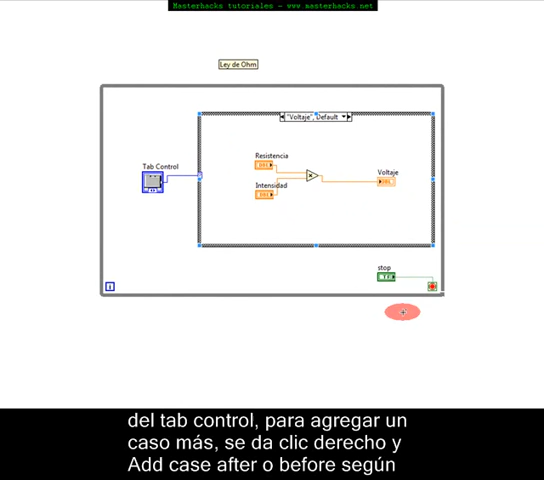 Masterhacks tutoriales - www.masterhacks.net
Ley de Ohm
"Voltaje", Default
Resistencia
Tab Control
Voltaje
Intensidad
stop
TF
i
del tab control, para agregar un
caso más, se da clic derecho y
Add case after o before según